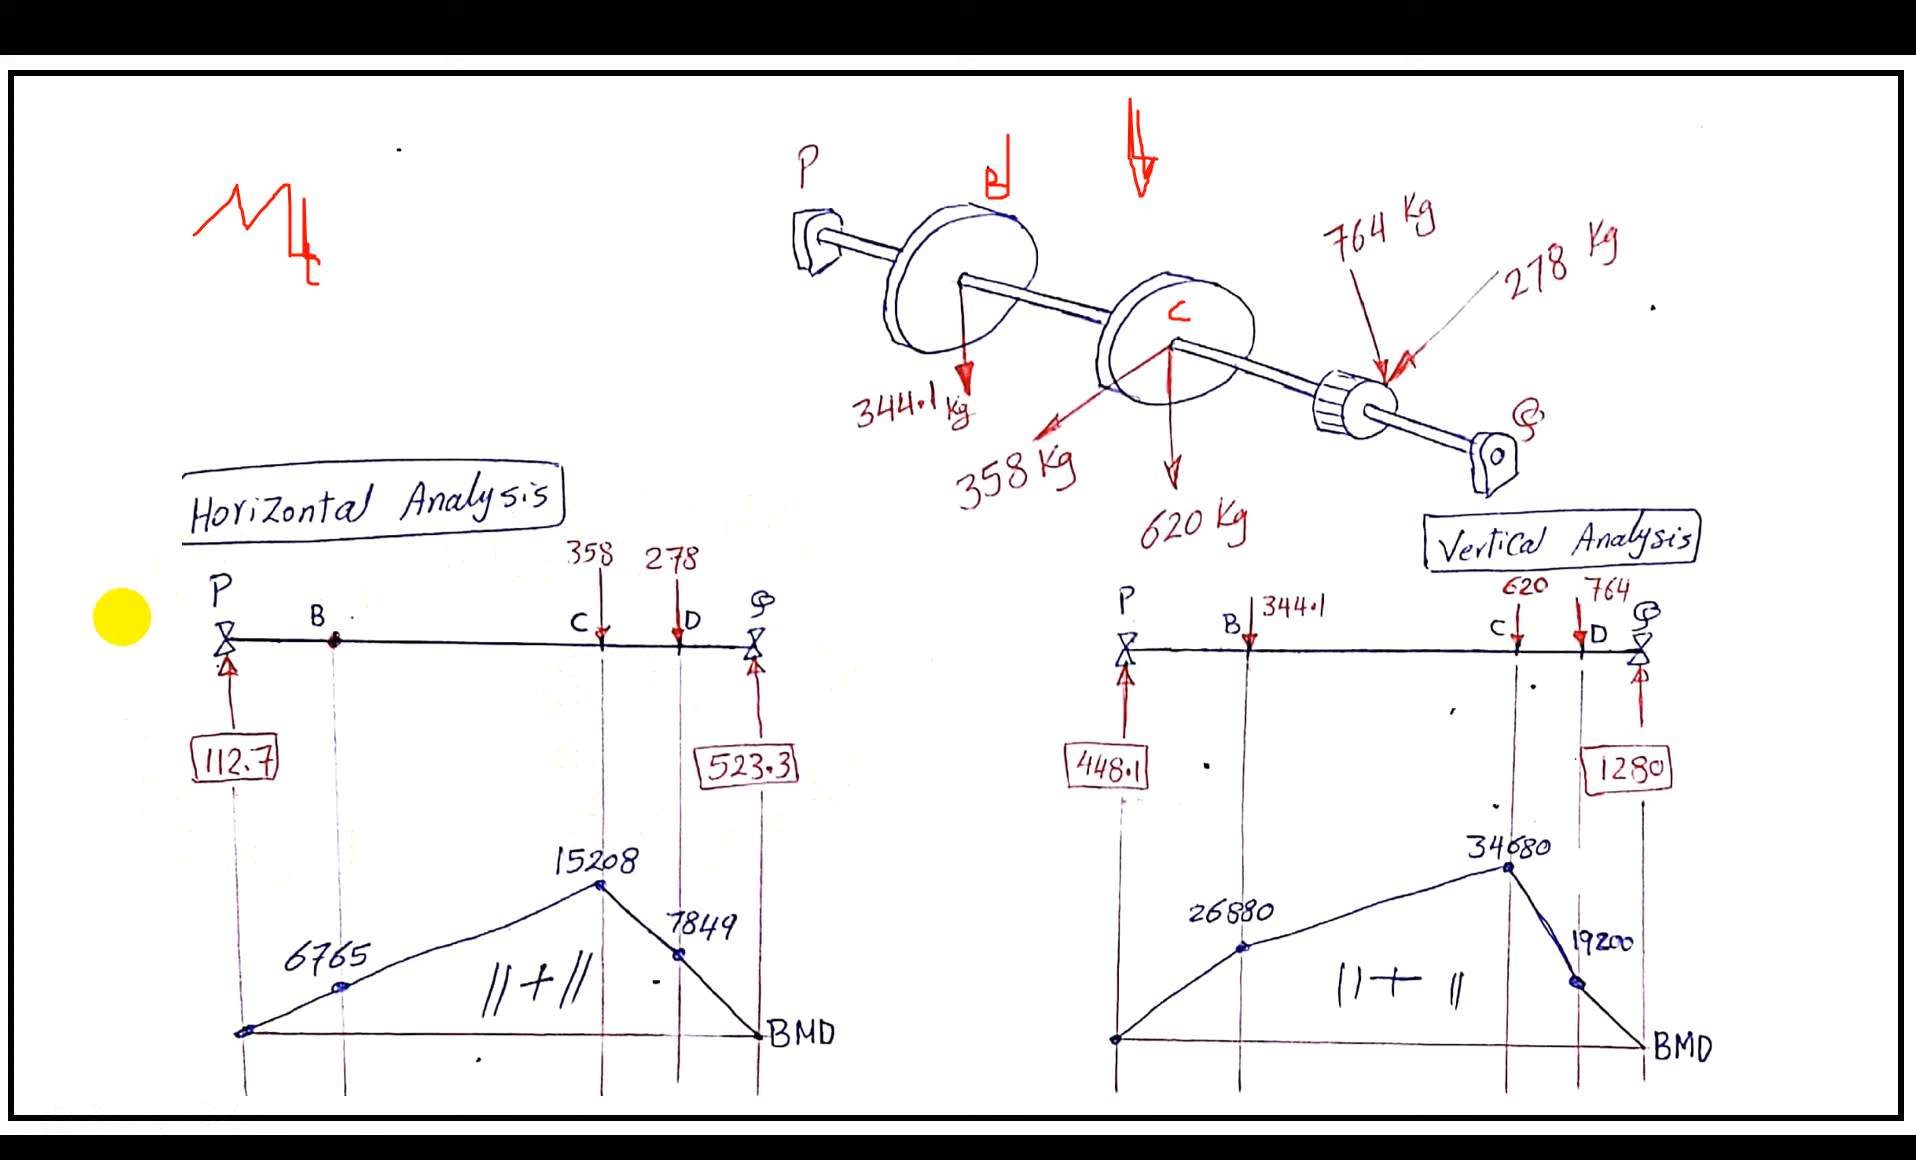 Mt
P
B
C
764 Kg
278 Kg
344.1 Kg
358 Kg
620 Kg
Q
Horizontal Analysis
358
278
P
B
C
D
Q
112.7
523.3
15208
6765
7849
+
BMD
Vertical Analysis
620
764
P
B
344.1
C
D
Q
448.1
1280
34680
26880
19200
+
BMD